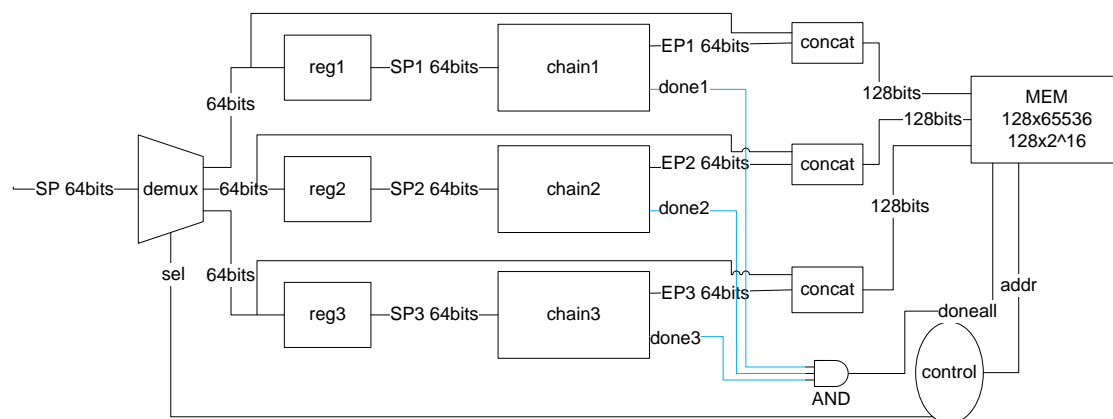 EP1 64bits
concat
reg1
SP1 64bits
chain1
done1
64bits
128bits
MEM
128x65536
128x2^16
128bits
SP 64bits
demux
64bits
reg2
SP2 64bits
chain2
EP2 64bits
concat
done2
128bits
sel
64bits
reg3
SP3 64bits
chain3
EP3 64bits
concat
addr
done3
doneall
control
AND